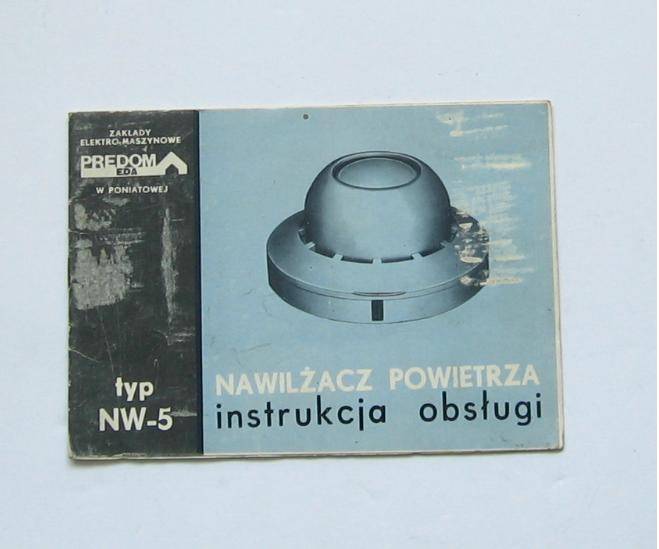 ZAKŁADY
ELEKTRO-MASZYNOWE
PREDOM
EDA
W PONIATOWEJ
typ
NW-5
NAWILŻACZ POWIETRZA
instrukcja obsługi